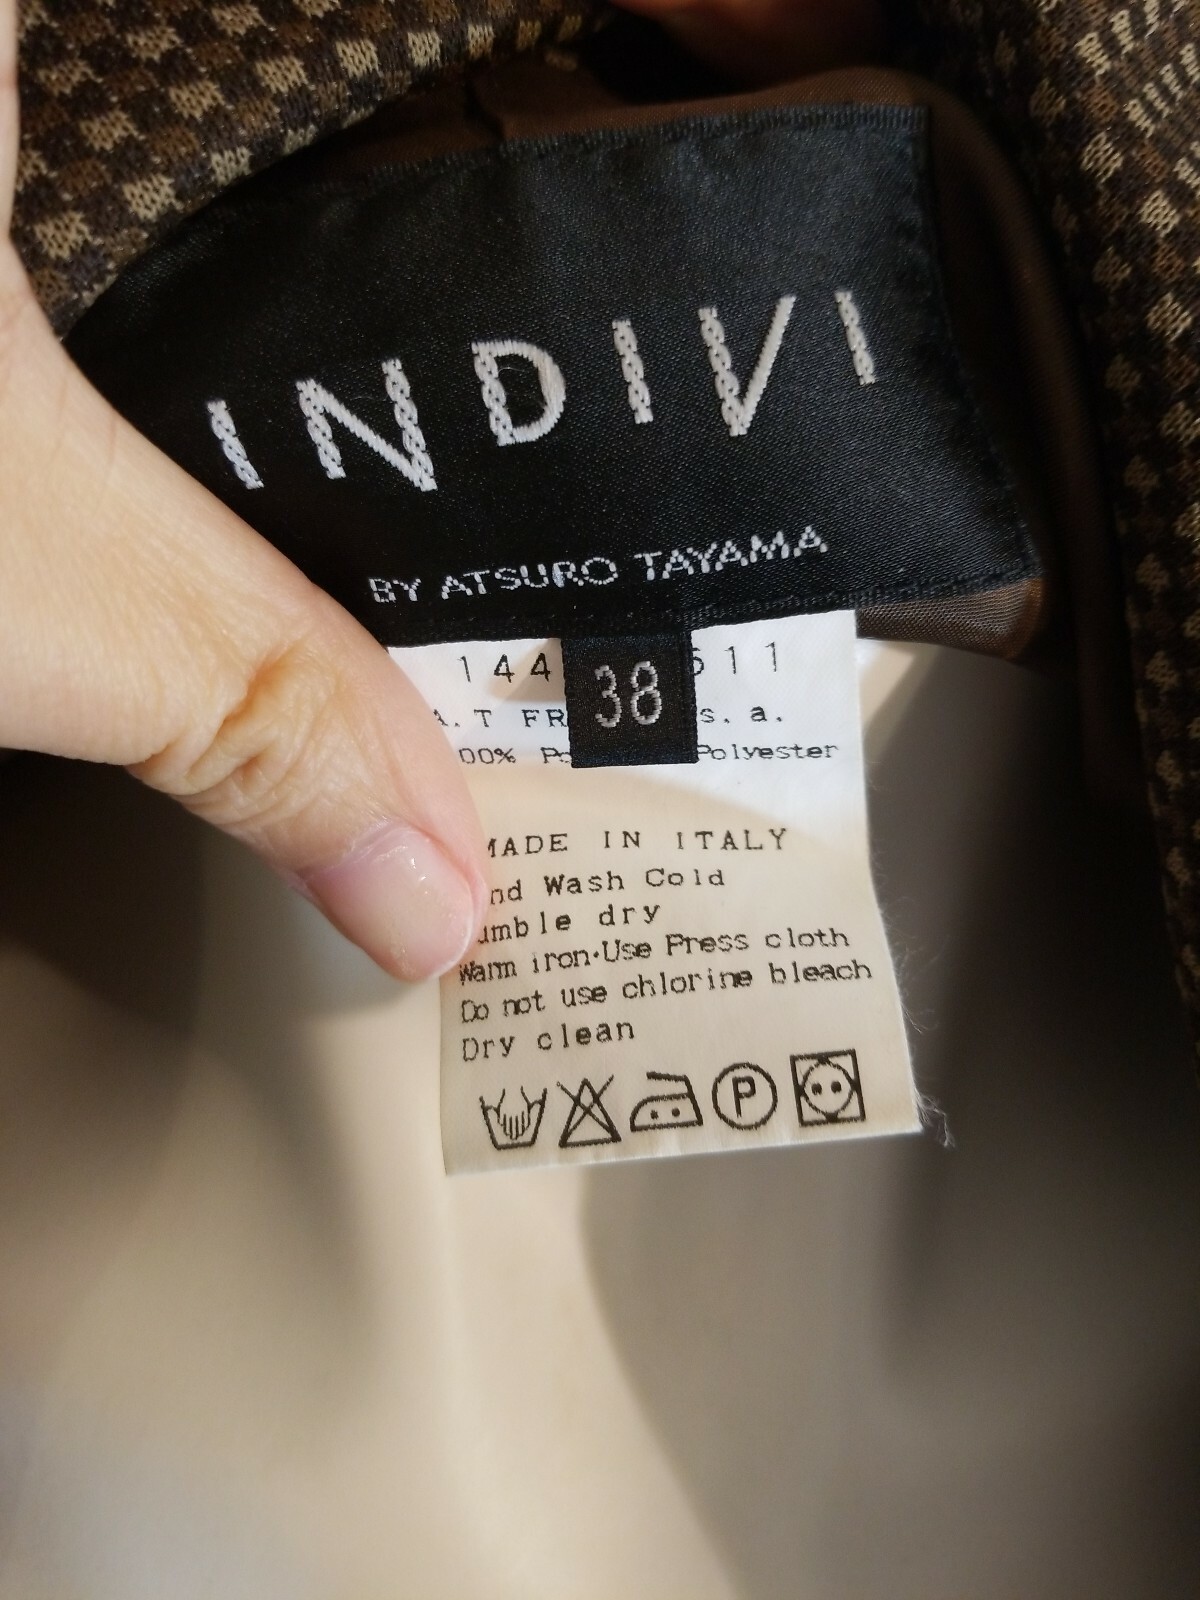 INDIVI
BY ATSURO TAYAMA
38
144 511
A.T FR s.a.
00% Po Polyester
MADE IN ITALY
nd Wash Cold
umble dry
Warm iron·Use Press cloth
Do not use chlorine bleach
Dry clean
P